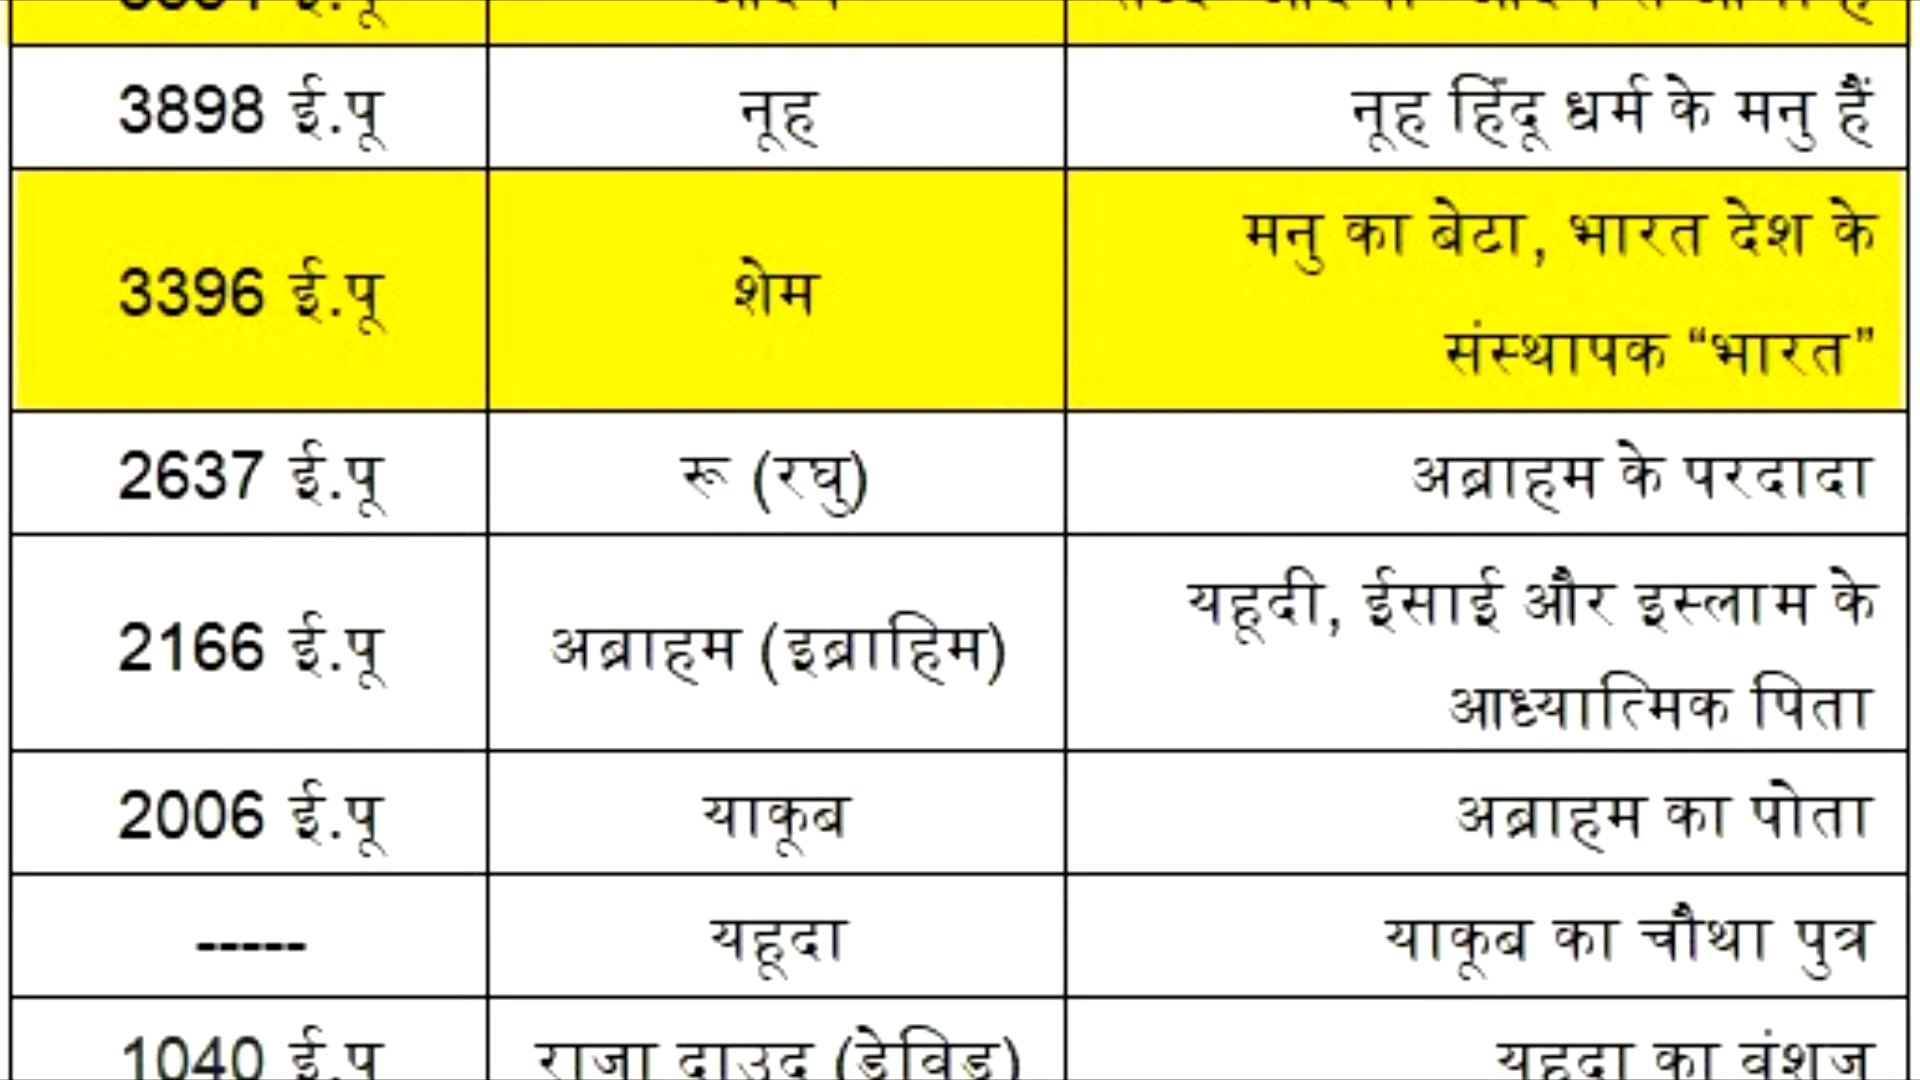 3898 ई.पू नूह नूह हिंदू धर्म के मनु हैं
3396 ई.पू शेम मनु का बेटा, भारत देश के
संस्थापक “भारत”
2637 ई.पू रू (रघु) अब्राहम के परदादा
2166 ई.पू अब्राहम (इब्राहिम) यहूदी, ईसाई और इस्लाम के
आध्यात्मिक पिता
2006 ई.पू याकूब अब्राहम का पोता
----- यहूदा याकूब का चौथा पुत्र
1040 ई.पू राजा दाउद (डेविड) यहूदा का वंशज